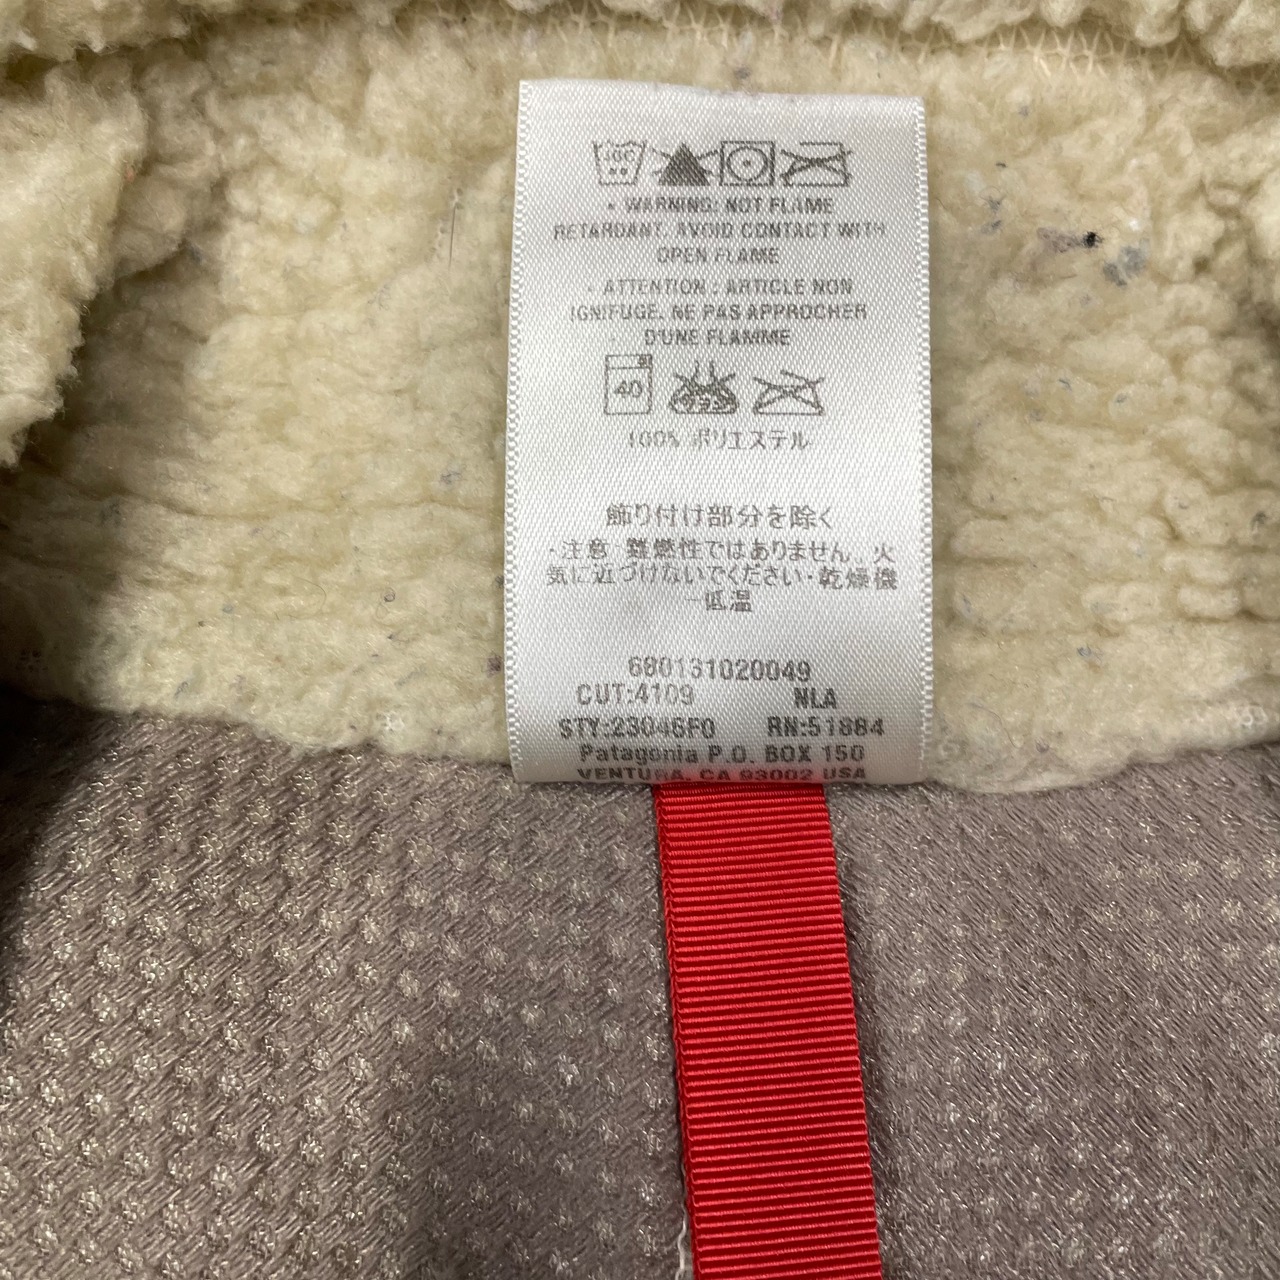 30C
• WARNING: NOT FLAME
RETARDANT. AVOID CONTACT WITH
OPEN FLAME
• ATTENTION : ARTICLE NON
IGNIFUGE. NE PAS APPROCHER
D'UNE FLAMME
40
100% ポリエステル
飾り付け部分を除く
・注意 難燃性ではありません。火
気に近づけないでください・乾燥機
-低温
680131020049
CUT:4109 NLA
STY:23046F0 RN:51884
Patagonia P.O. BOX 150
VENTURA, CA 93002 USA